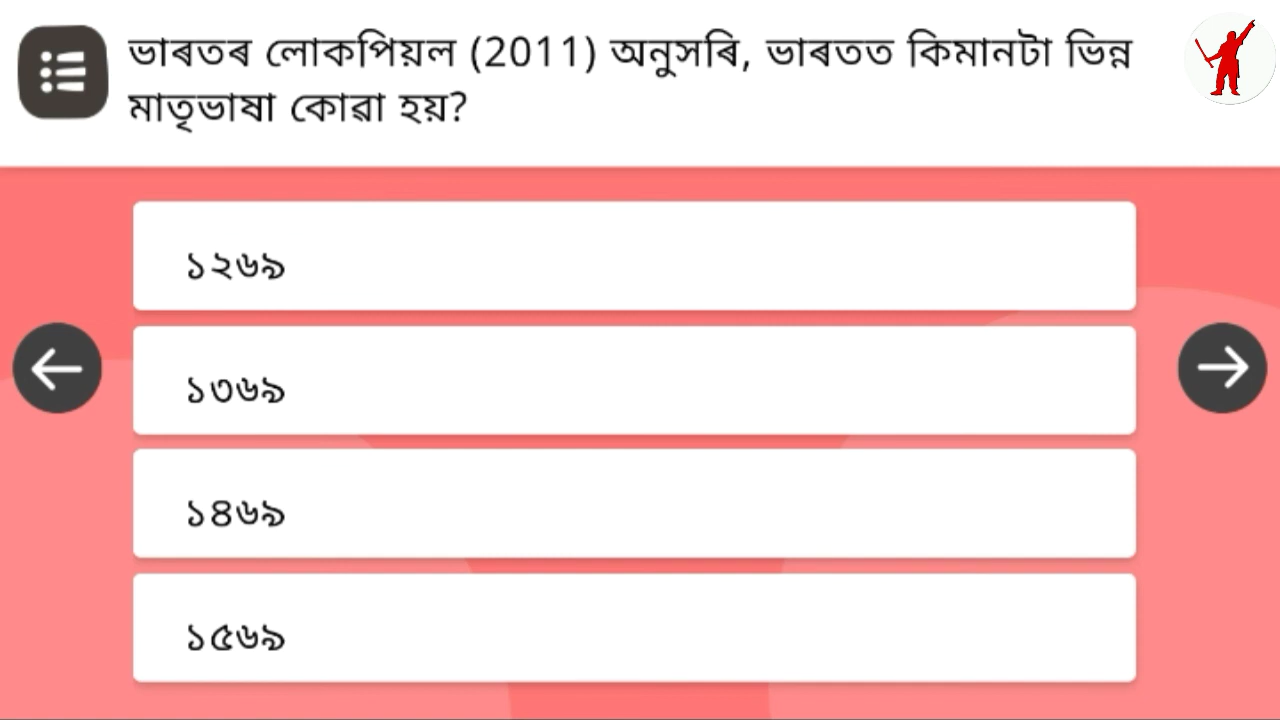 ভাৰতৰ লোকপিয়ল (2011) অনুসৰি, ভাৰতত কিমানটা ভিন্ন
মাতৃভাষা কোৱা হয়?
১২৬৯
১৩৬৯
১৪৬৯
১৫৬৯